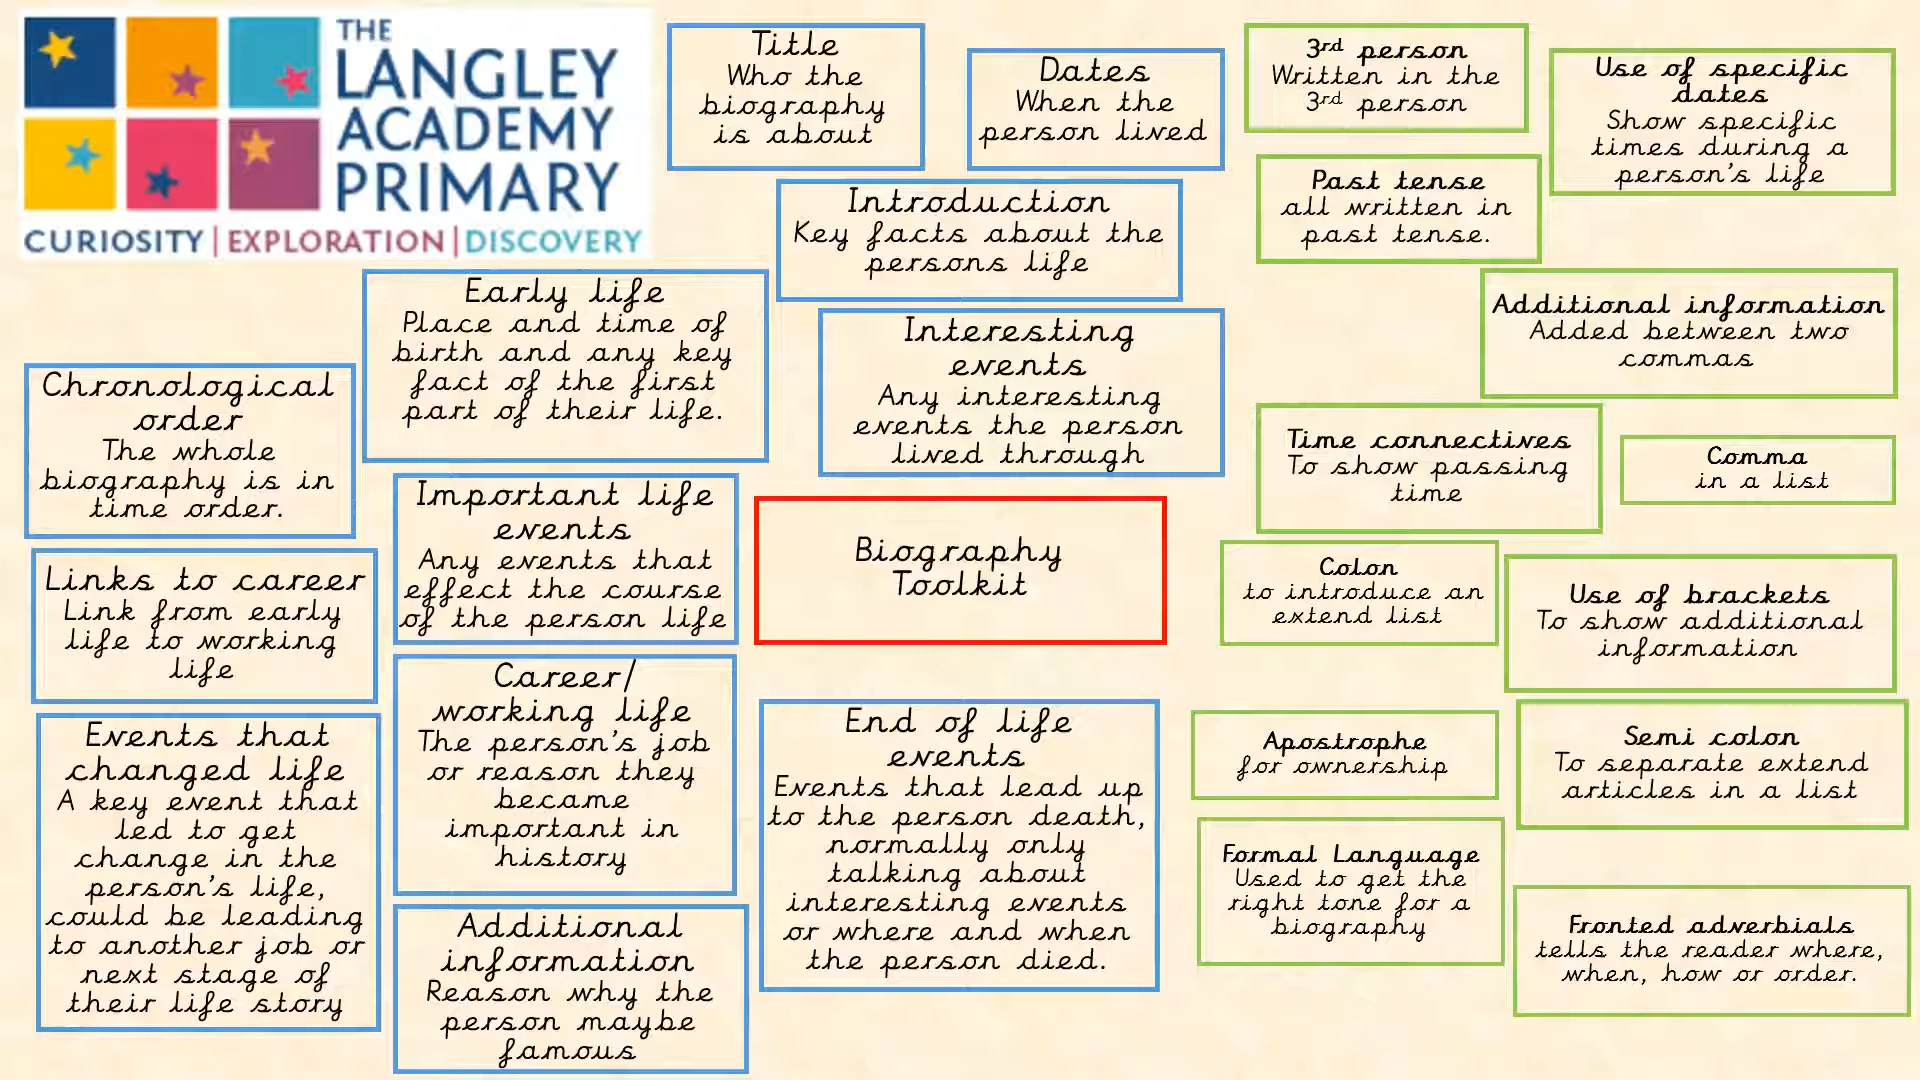 THE
LANGLEY
ACADEMY
PRIMARY
CURIOSITY | EXPLORATION | DISCOVERY
Title
Who the
biography
is about
Dates
When the
person lived
3rd person
Written in the
3rd person
Use of specific
dates
Show specific
times during a
person's life
Past tense
all written in
past tense.
Introduction
Key facts about the
persons life
Early life
Place and time of
birth and any key
fact of the first
part of their life.
Interesting
events
Any interesting
events the person
lived through
Additional information
Added between two
commas
Chronological
order
The whole
biography is in
time order.
Important life
events
Any events that
effect the course
of the person life
Biography
Toolkit
Time connectives
To show passing
time
Comma
in a list
Links to career
Link from early
life to working
life
Colon
to introduce an
extend list
Use of brackets
To show additional
information
Career/
working life
The person's job
or reason they
became
important in
history
Events that
changed life
A key event that
led to get
change in the
person's life,
could be leading
to another job or
next stage of
their life story
End of life
events
Events that lead up
to the person death,
normally only
talking about
interesting events
or where and when
the person died.
Apostrophe
for ownership
Semi colon
To separate extend
articles in a list
Formal Language
Used to get the
right tone for a
biography
Additional
information
Reason why the
person maybe
famous
Fronted adverbials
tells the reader where,
when, how or order.